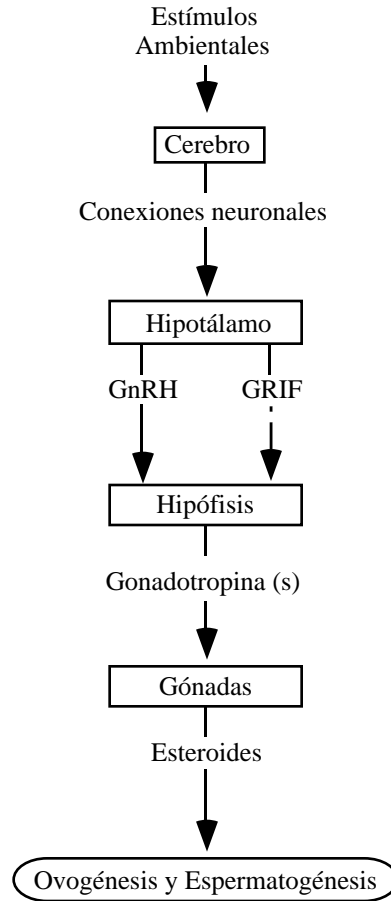 Estímulos
Ambientales
Cerebro
Conexiones neuronales
Hipotálamo
GnRH GRIF
Hipófisis
Gonadotropina (s)
Gónadas
Esteroides
Ovogénesis y Espermatogénesis